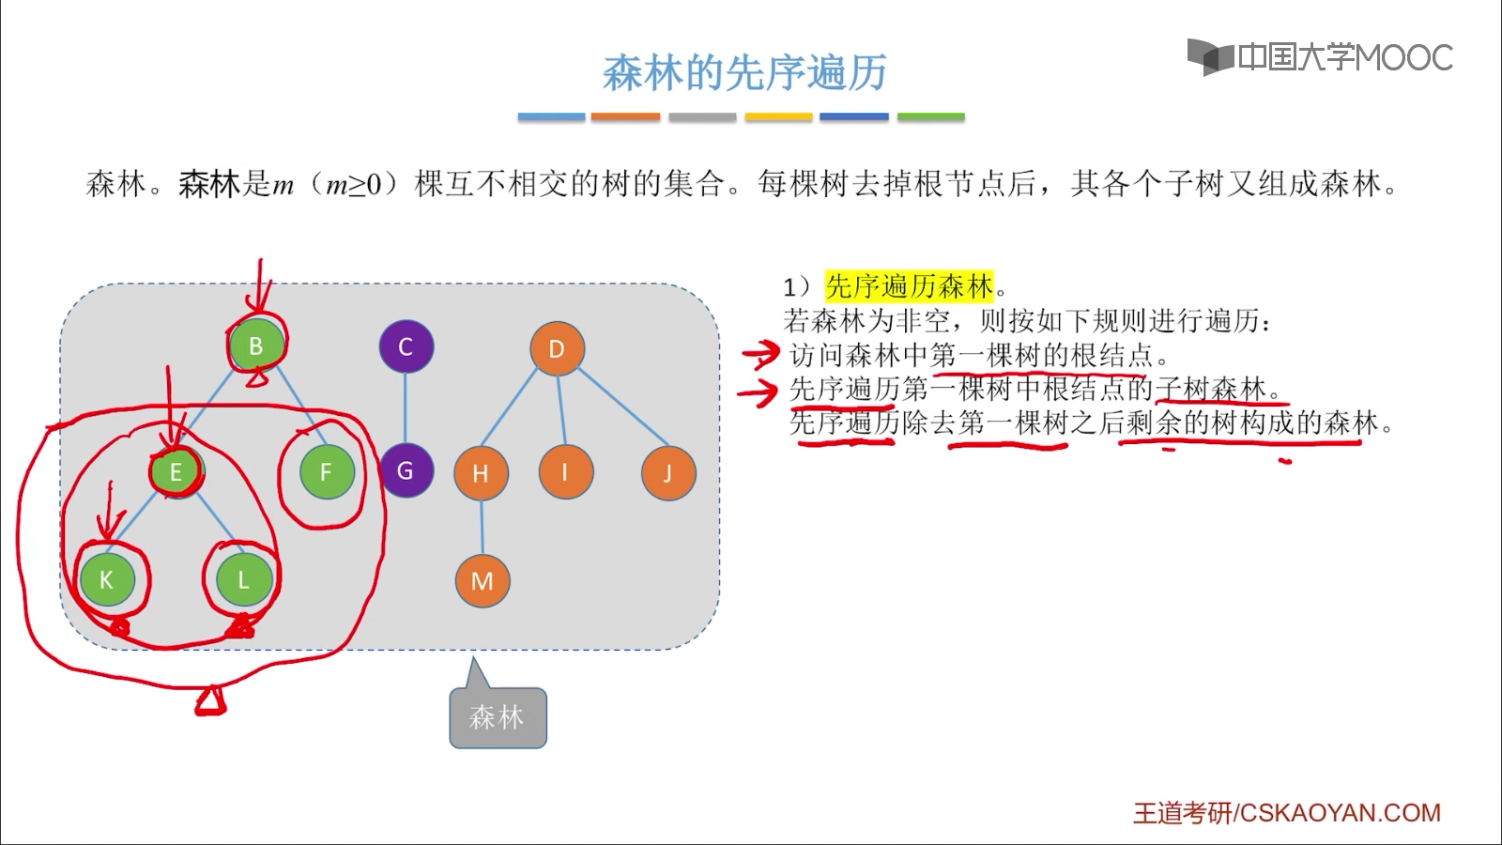 中国大学MOOC
森林的先序遍历
森林。森林是m（m≥0）棵互不相交的树的集合。每棵树去掉根节点后，其各个子树又组成森林。
1）先序遍历森林。
若森林为非空，则按如下规则进行遍历：
访问森林中第一棵树的根结点。
先序遍历第一棵树中根结点的子树森林。
先序遍历除去第一棵树之后剩余的树构成的森林。
B C D
E F G H I J
K L M
森林
王道考研/CSKAOYAN.COM